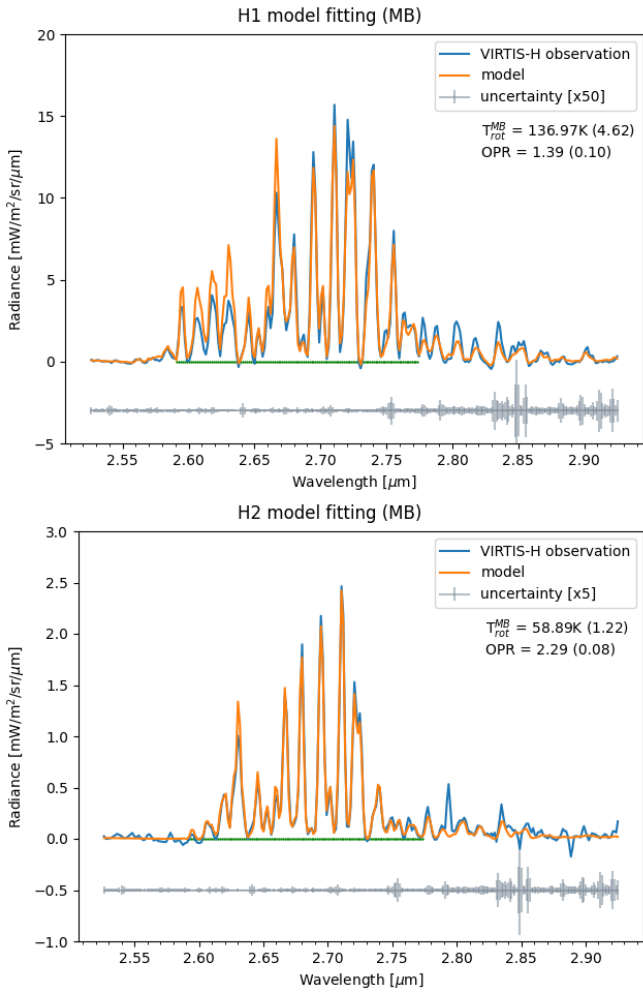 H1 model fitting (MB)
20
15
10
5
0
−5
Radiance [mW/m²/sr/μm]
VIRTIS-H observation
model
uncertainty [x50]
T_{rot}^{MB} = 136.97K (4.62)
OPR = 1.39 (0.10)
2.55 2.60 2.65 2.70 2.75 2.80 2.85 2.90
Wavelength [μm]
H2 model fitting (MB)
3.0
2.5
2.0
1.5
1.0
0.5
0.0
−0.5
−1.0
Radiance [mW/m²/sr/μm]
VIRTIS-H observation
model
uncertainty [x5]
T_{rot}^{MB} = 58.89K (1.22)
OPR = 2.29 (0.08)
2.55 2.60 2.65 2.70 2.75 2.80 2.85 2.90
Wavelength [μm]